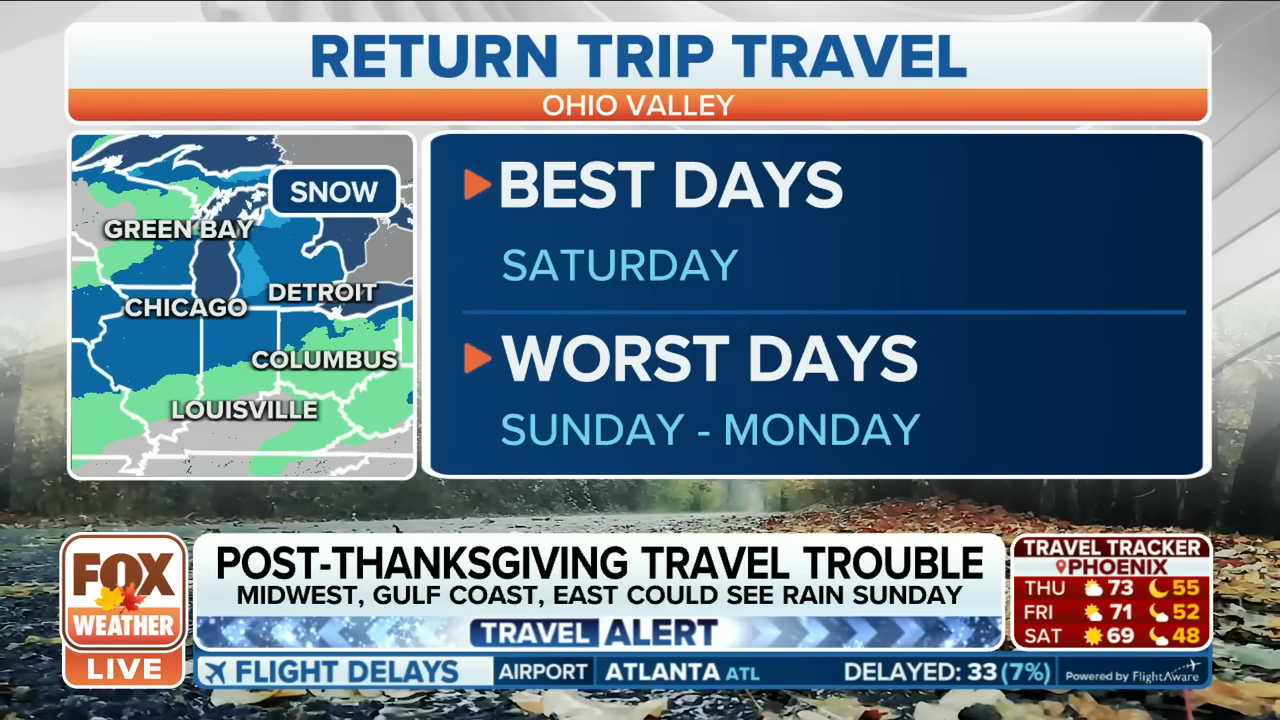 RETURN TRIP TRAVEL
OHIO VALLEY
SNOW
GREEN BAY
CHICAGO
DETROIT
COLUMBUS
LOUISVILLE
BEST DAYS
SATURDAY
WORST DAYS
SUNDAY - MONDAY
FOX
WEATHER
LIVE
POST-THANKSGIVING TRAVEL TROUBLE
MIDWEST, GULF COAST, EAST COULD SEE RAIN SUNDAY
TRAVEL ALERT
TRAVEL TRACKER
PHOENIX
THU 73 55
FRI 71 52
SAT 69 48
FLIGHT DELAYS AIRPORT ATLANTA ATL DELAYED: 33 (7%) Powered by FlightAware